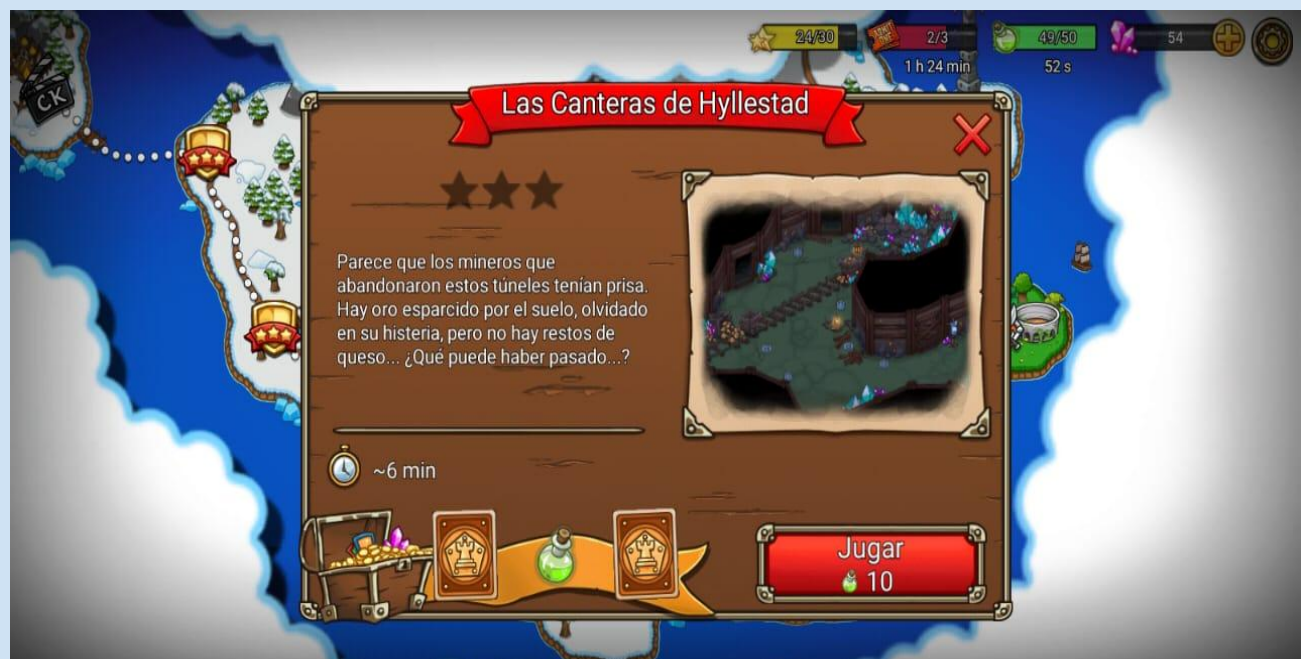 24/30
2/3
49/50
54
1 h 24 min
52 s
CK
Las Canteras de Hyllestad
Parece que los mineros que
abandonaron estos túneles tenían prisa.
Hay oro esparcido por el suelo, olvidado
en su histeria, pero no hay restos de
queso... ¿Qué puede haber pasado...?
~6 min
Jugar
10